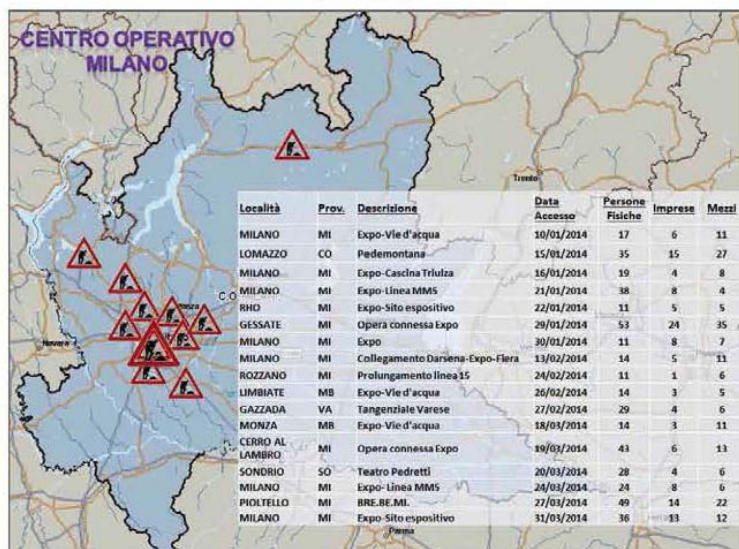 CENTRO OPERATIVO
MILANO
Trento
Novara
Parma
Località Prov. Descrizione Data Accesso Persone Fisiche Imprese Mezzi
MILANO MI Expo-Vie d'acqua 10/01/2014 17 6 11
LOMAZZO CO Pedemontana 15/01/2014 35 15 27
MILANO MI Expo-Cascina Triulza 16/01/2014 19 4 8
MILANO MI Expo-Linea MM5 21/01/2014 38 8 4
RHO MI Expo-Sito espositivo 22/01/2014 11 5 5
GESSATE MI Opera connessa Expo 29/01/2014 53 24 35
MILANO MI Expo 30/01/2014 11 8 7
MILANO MI Collegamento Darsena-Expo-Fiera 13/02/2014 14 5 11
ROZZANO MI Prolungamento linea 15 24/02/2014 11 1 6
LIMBIATE MB Expo-Vie d'acqua 26/02/2014 14 3 5
GAZZADA VA Tangenziale Varese 27/02/2014 29 4 6
MONZA MB Expo-Vie d'acqua 18/03/2014 14 3 11
CERRO AL LAMBRO MI Opera connessa Expo 19/03/2014 43 6 13
SONDRIO SO Teatro Pedretti 20/03/2014 28 4 6
MILANO MI Expo- Linea MM5 24/03/2014 24 8 6
PIOLTELLO MI BRE.BE.MI. 27/03/2014 49 14 22
MILANO MI Expo-Sito espositivo 31/03/2014 36 13 12